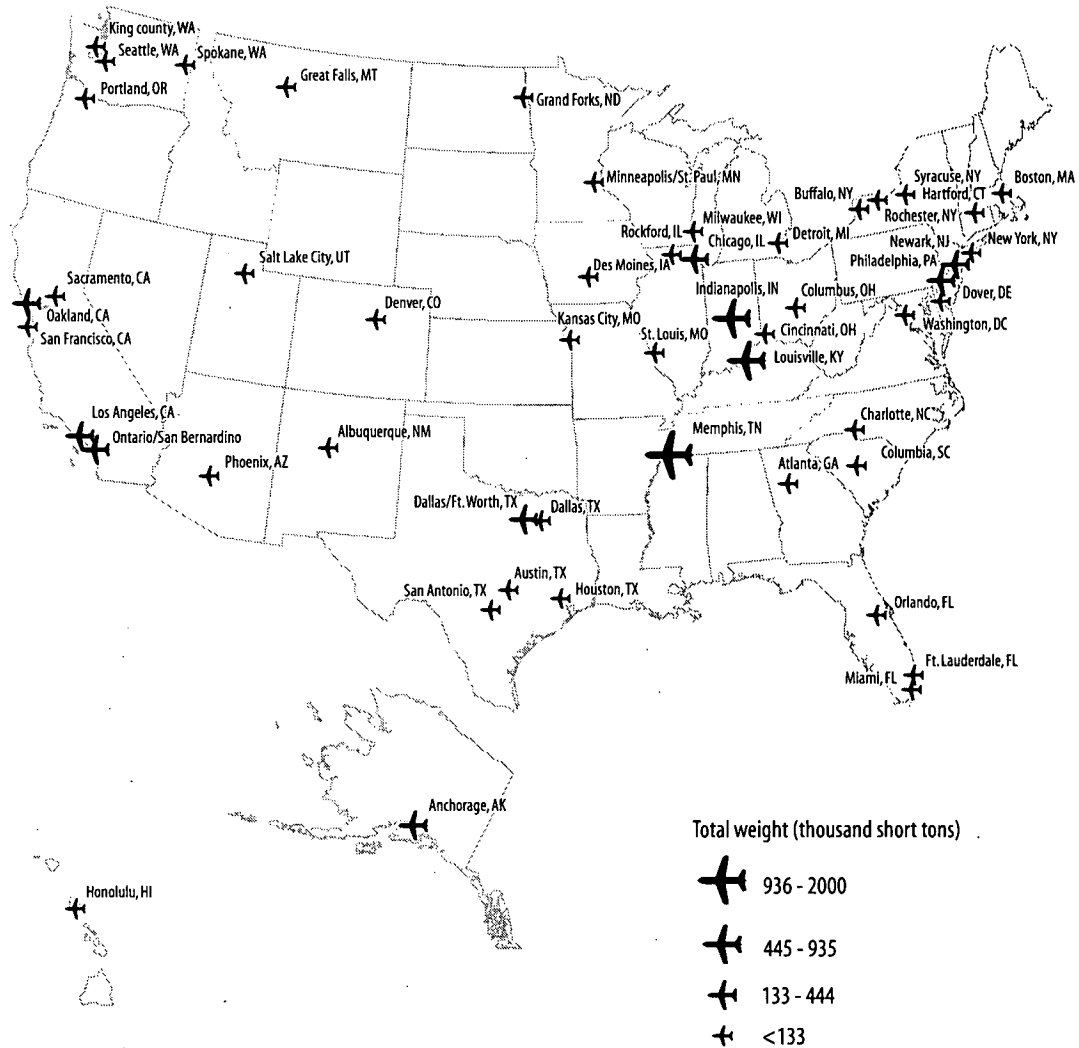 King county, WA
Seattle, WA
Spokane, WA
Portland, OR
Great Falls, MT
Grand Forks, ND
Minneapolis/St. Paul, MN
Syracuse, NY
Boston, MA
Buffalo, NY
Hartford, CT
Rochester, NY
Milwaukee, WI
Rockford, IL
Chicago, IL
Detroit, MI
Newark, NJ
New York, NY
Philadelphia, PA
Salt Lake City, UT
Des Moines, IA
Sacramento, CA
Indianapolis, IN
Columbus, OH
Dover, DE
Denver, CO
Oakland, CA
Kansas City, MO
Washington, DC
San Francisco, CA
St. Louis, MO
Cincinnati, OH
Louisville, KY
Los Angeles, CA
Ontario/San Bernardino
Albuquerque, NM
Memphis, TN
Charlotte, NC
Phoenix, AZ
Atlanta, GA
Columbia, SC
Dallas/Ft. Worth, TX
Dallas, TX
Austin, TX
San Antonio, TX
Houston, TX
Orlando, FL
Ft. Lauderdale, FL
Miami, FL
Anchorage, AK
Honolulu, HI
Total weight (thousand short tons)
936 - 2000
445 - 935
133 - 444
<133